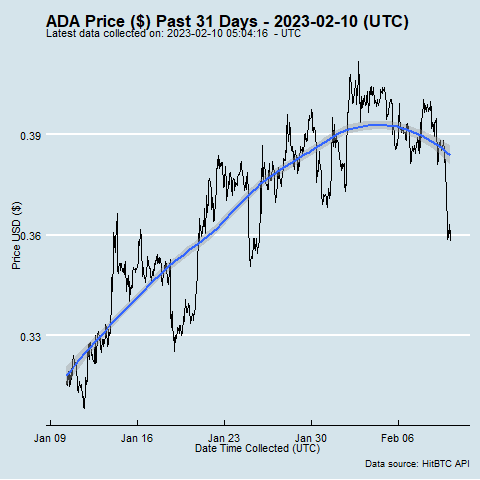 ADA Price ($) Past 31 Days - 2023-02-10 (UTC)
Latest data collected on: 2023-02-10 05:04:16 - UTC
Price USD ($)
0.39
0.36
0.33
Jan 09 Jan 16 Jan 23 Jan 30 Feb 06
Date Time Collected (UTC)
Data source: HitBTC API